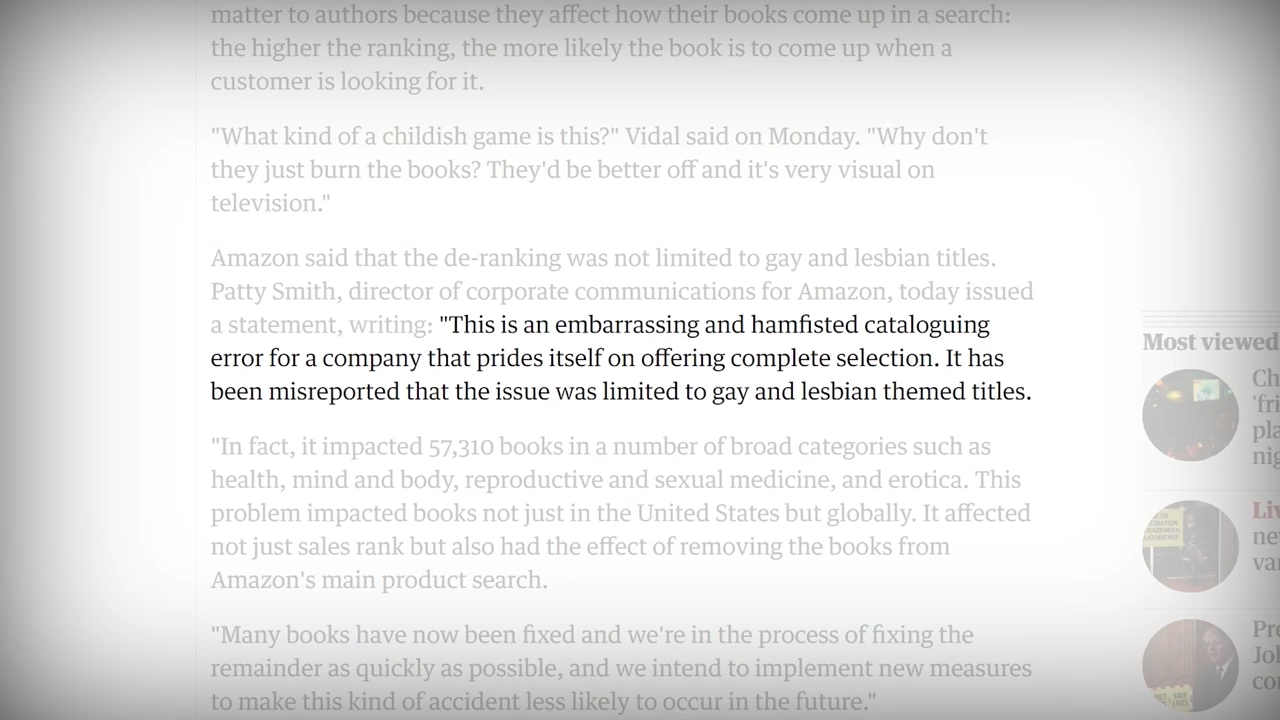 matter to authors because they affect how their books come up in a search:
the higher the ranking, the more likely the book is to come up when a
customer is looking for it.
"What kind of a childish game is this?" Vidal said on Monday. "Why don't
they just burn the books? They'd be better off and it's very visual on
television."
Amazon said that the de-ranking was not limited to gay and lesbian titles.
Patty Smith, director of corporate communications for Amazon, today issued
a statement, writing: "This is an embarrassing and hamfisted cataloguing
error for a company that prides itself on offering complete selection. It has
been misreported that the issue was limited to gay and lesbian themed titles.
"In fact, it impacted 57,310 books in a number of broad categories such as
health, mind and body, reproductive and sexual medicine, and erotica. This
problem impacted books not just in the United States but globally. It affected
not just sales rank but also had the effect of removing the books from
Amazon's main product search.
"Many books have now been fixed and we're in the process of fixing the
remainder as quickly as possible, and we intend to implement new measures
to make this kind of accident less likely to occur in the future."
Most viewed
Ch
'fri
pla
nig
Liv
ne
va
Pre
Jo
co